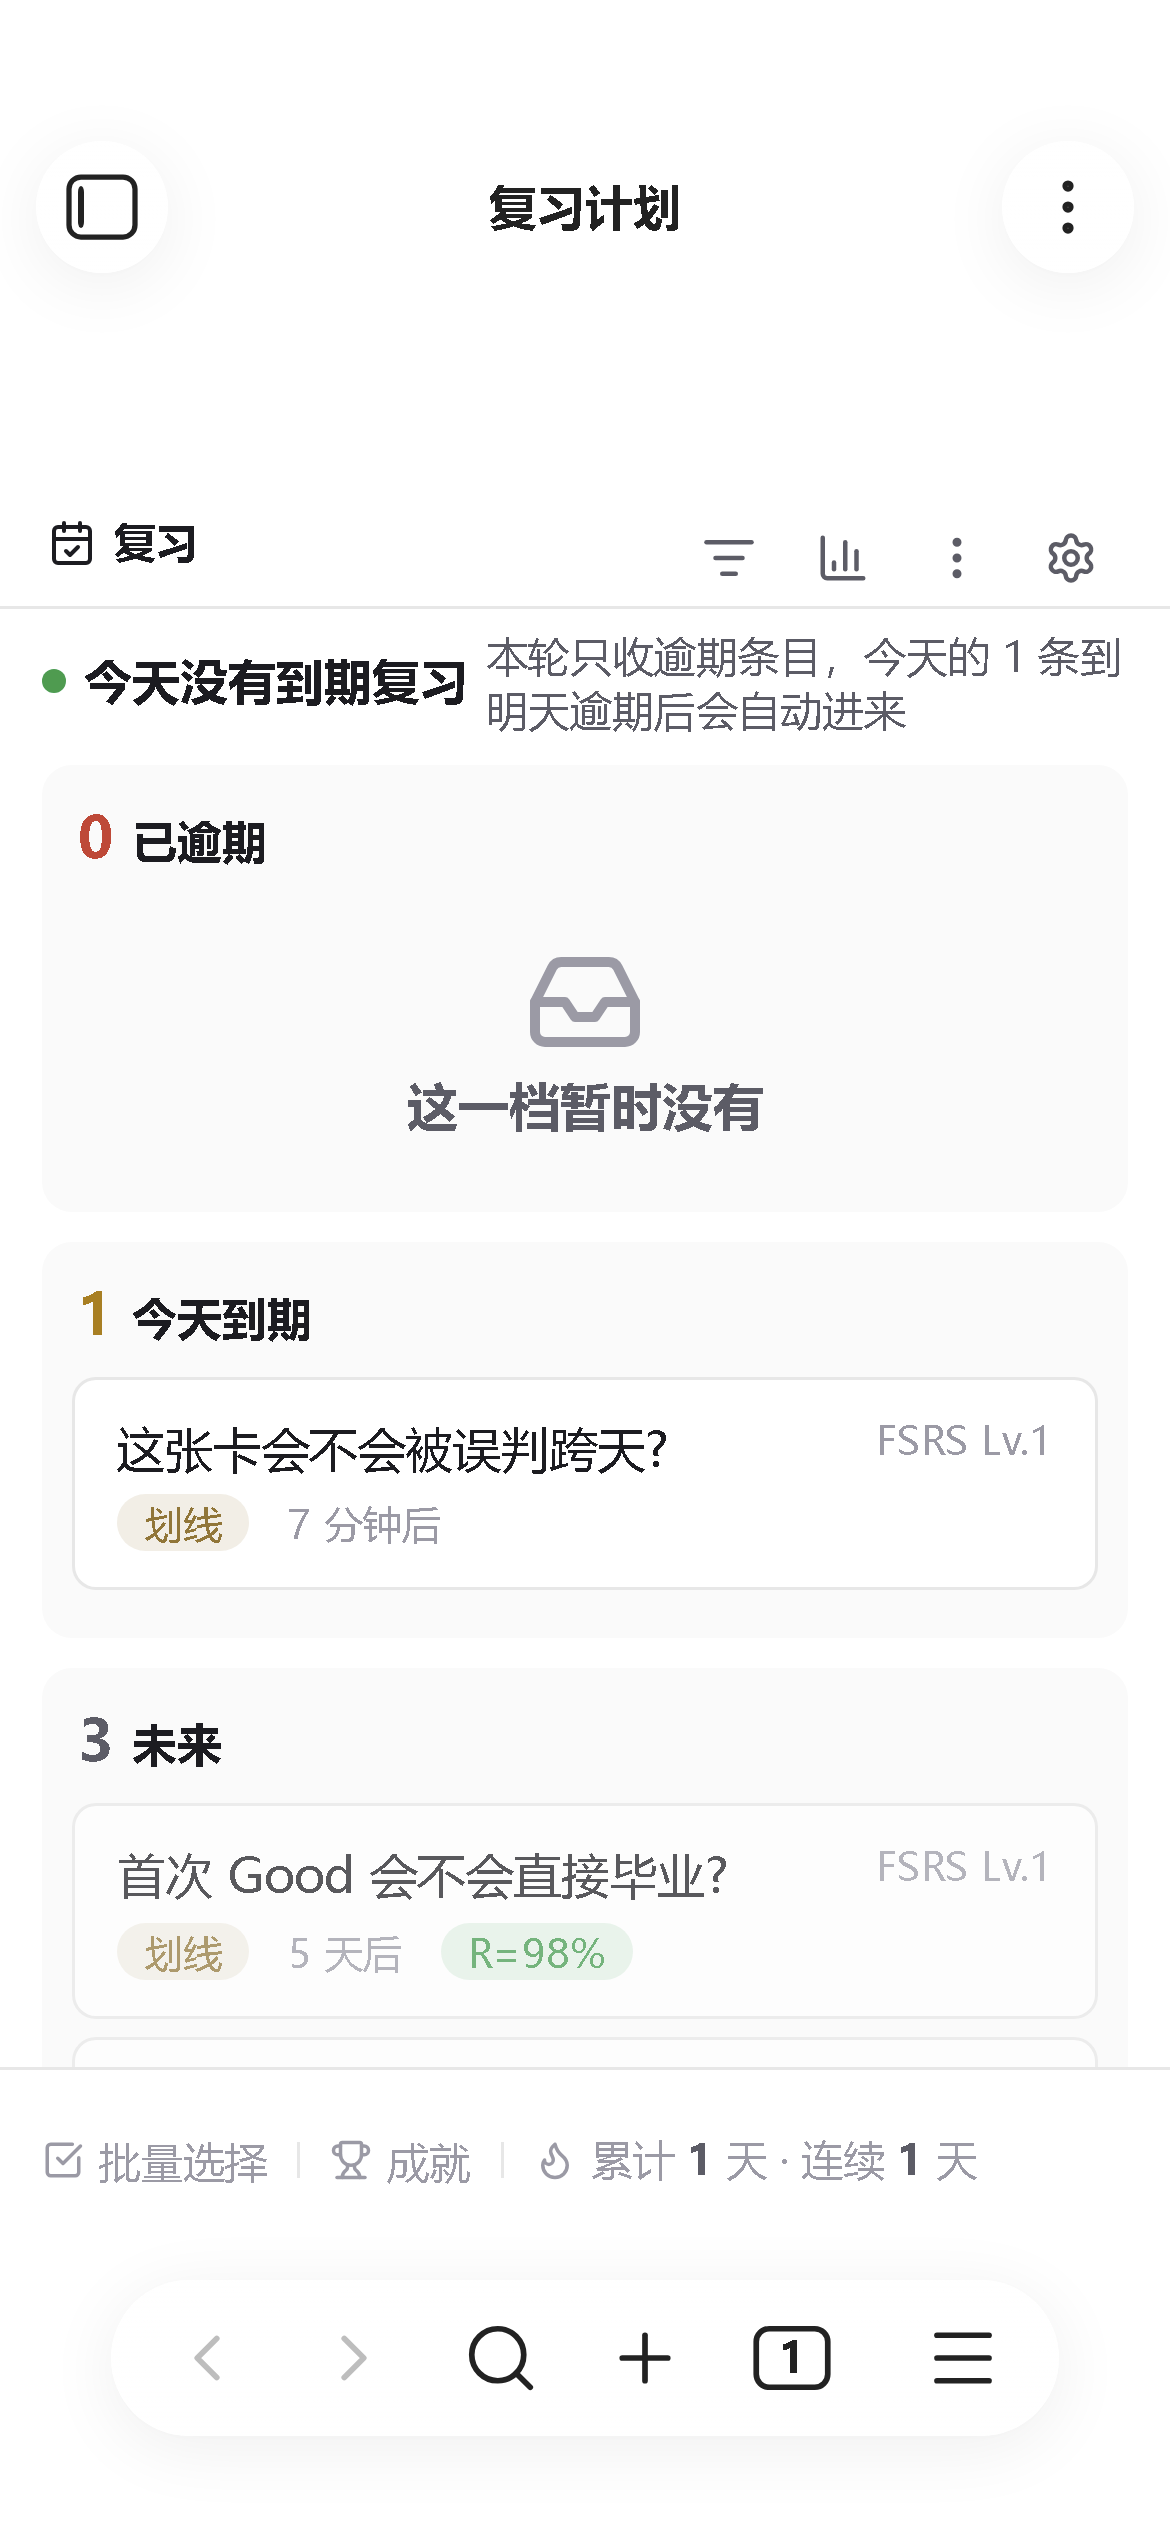 复习计划
复习
今天没有到期复习
本轮只收逾期条目，今天的 1 条到
明天逾期后会自动进来
0 已逾期
这一档暂时没有
1 今天到期
这张卡会不会被误判跨天?
FSRS Lv.1
划线 7 分钟后
3 未来
首次 Good 会不会直接毕业?
FSRS Lv.1
划线 5 天后 R=98%
批量选择 成就 累计 1 天 · 连续 1 天
1